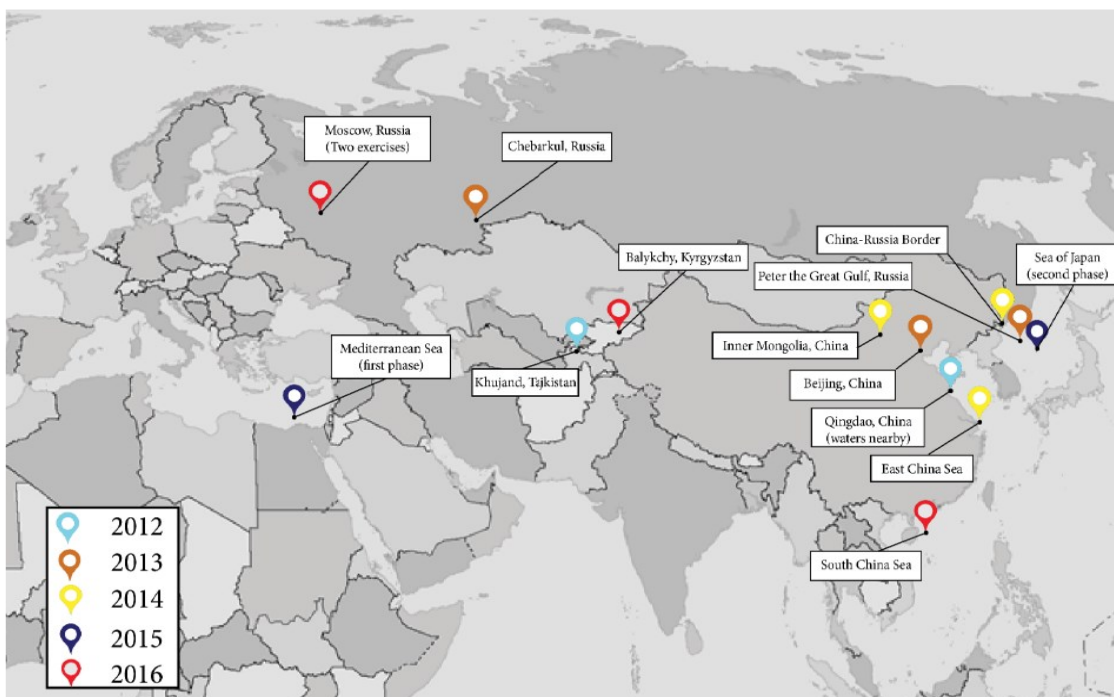 Moscow, Russia
(Two exercises)
Chebarkul, Russia
China-Russia Border
Balykchy, Kyrgyzstan
Peter the Great Gulf, Russia
Sea of Japan
(second phase)
Mediterranean Sea
(first phase)
Inner Mongolia, China
Khujand, Tajkistan
Beijing, China
Qingdao, China
(waters nearby)
East China Sea
South China Sea
2012
2013
2014
2015
2016